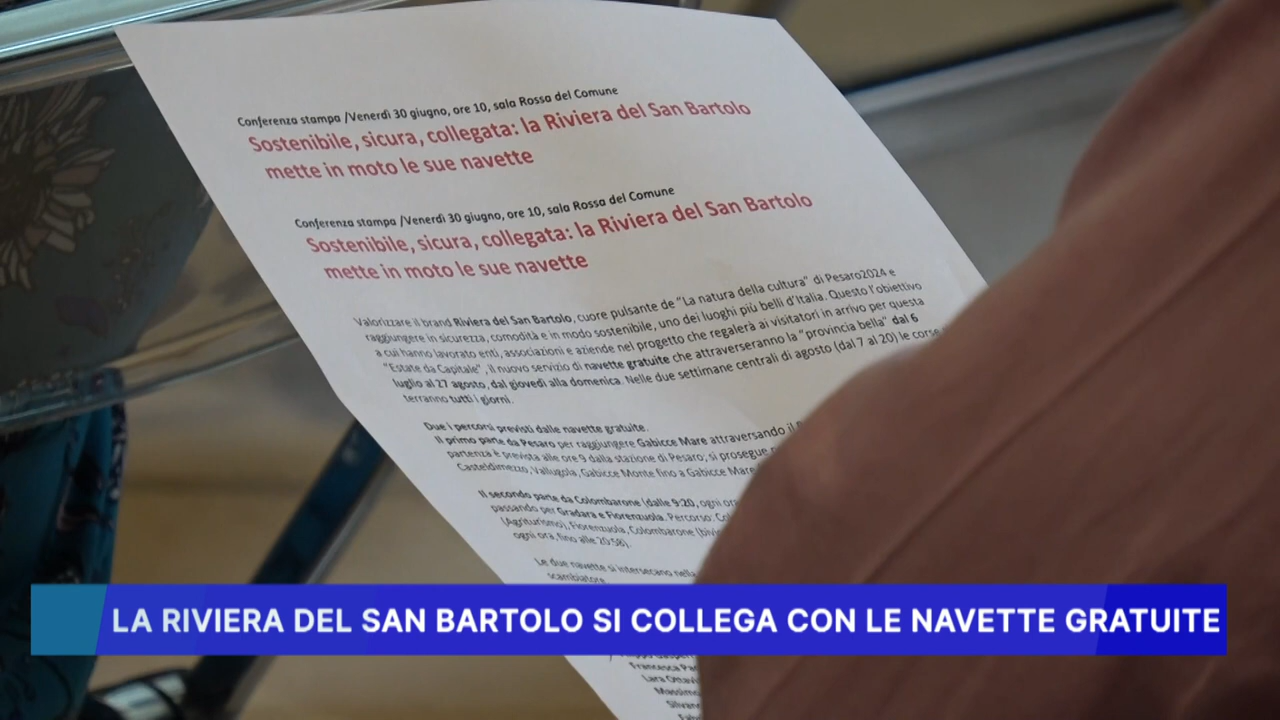 Conferenza stampa /Venerdì 30 giugno, ore 10, sala Rossa del Comune
Sostenibile, sicura, collegata: la Riviera del San Bartolo
mette in moto le sue navette
Conferenza stampa /Venerdì 30 giugno, ore 10, sala Rossa del Comune
Sostenibile, sicura, collegata: la Riviera del San Bartolo
mette in moto le sue navette
Valorizzare il brand Riviera del San Bartolo, cuore pulsante de "La natura della cultura" di Pesaro2024 e
raggiungere in sicurezza, comodità e in modo sostenibile, uno dei luoghi più belli d'Italia. Questo l'obiettivo
a cui hanno lavorato enti, associazioni e aziende nel progetto che regalerà ai visitatori in arrivo per questa
"Estate da Capitale" , il nuovo servizio di navette gratuite che attraverseranno la "provincia bella" dal 6
luglio al 27 agosto, dal giovedì alla domenica. Nelle due settimane centrali di agosto (dal 7 al 20) le corse
terranno tutti i giorni.
Due i percorsi previsti dalle navette gratuite.
Il primo parte da Pesaro per raggiungere Gabicce Mare attraversando il
partenza è prevista alle ore 9 dalla stazione di Pesaro, si prosegue
Casteldimezzo, Vallugola, Gabicce Monte fino a Gabicce Mare
Il secondo parte da Colombarone (dalle 9:20, ogni ora
passando per Gradara e Fiorenzuola. Percorso:
(Agriturismo), Fiorenzuola, Colombarone
ogni ora, fino alle 20:58).
Le due navette si intersecano nella
scambiatore
Francesca
Lara
Massimo
LA RIVIERA DEL SAN BARTOLO SI COLLEGA CON LE NAVETTE GRATUITE